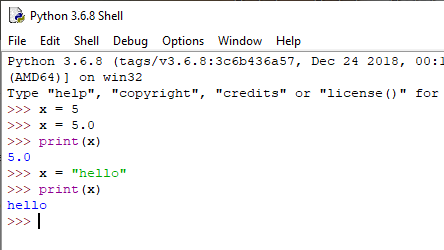 Python 3.6.8 Shell
File Edit Shell Debug Options Window Help
Python 3.6.8 (tags/v3.6.8:3c6b436a57, Dec 24 2018, 00:1
(AMD64)] on win32
Type "help", "copyright", "credits" or "license()" for
>>> x = 5
>>> x = 5.0
>>> print(x)
5.0
>>> x = "hello"
>>> print(x)
hello
>>>